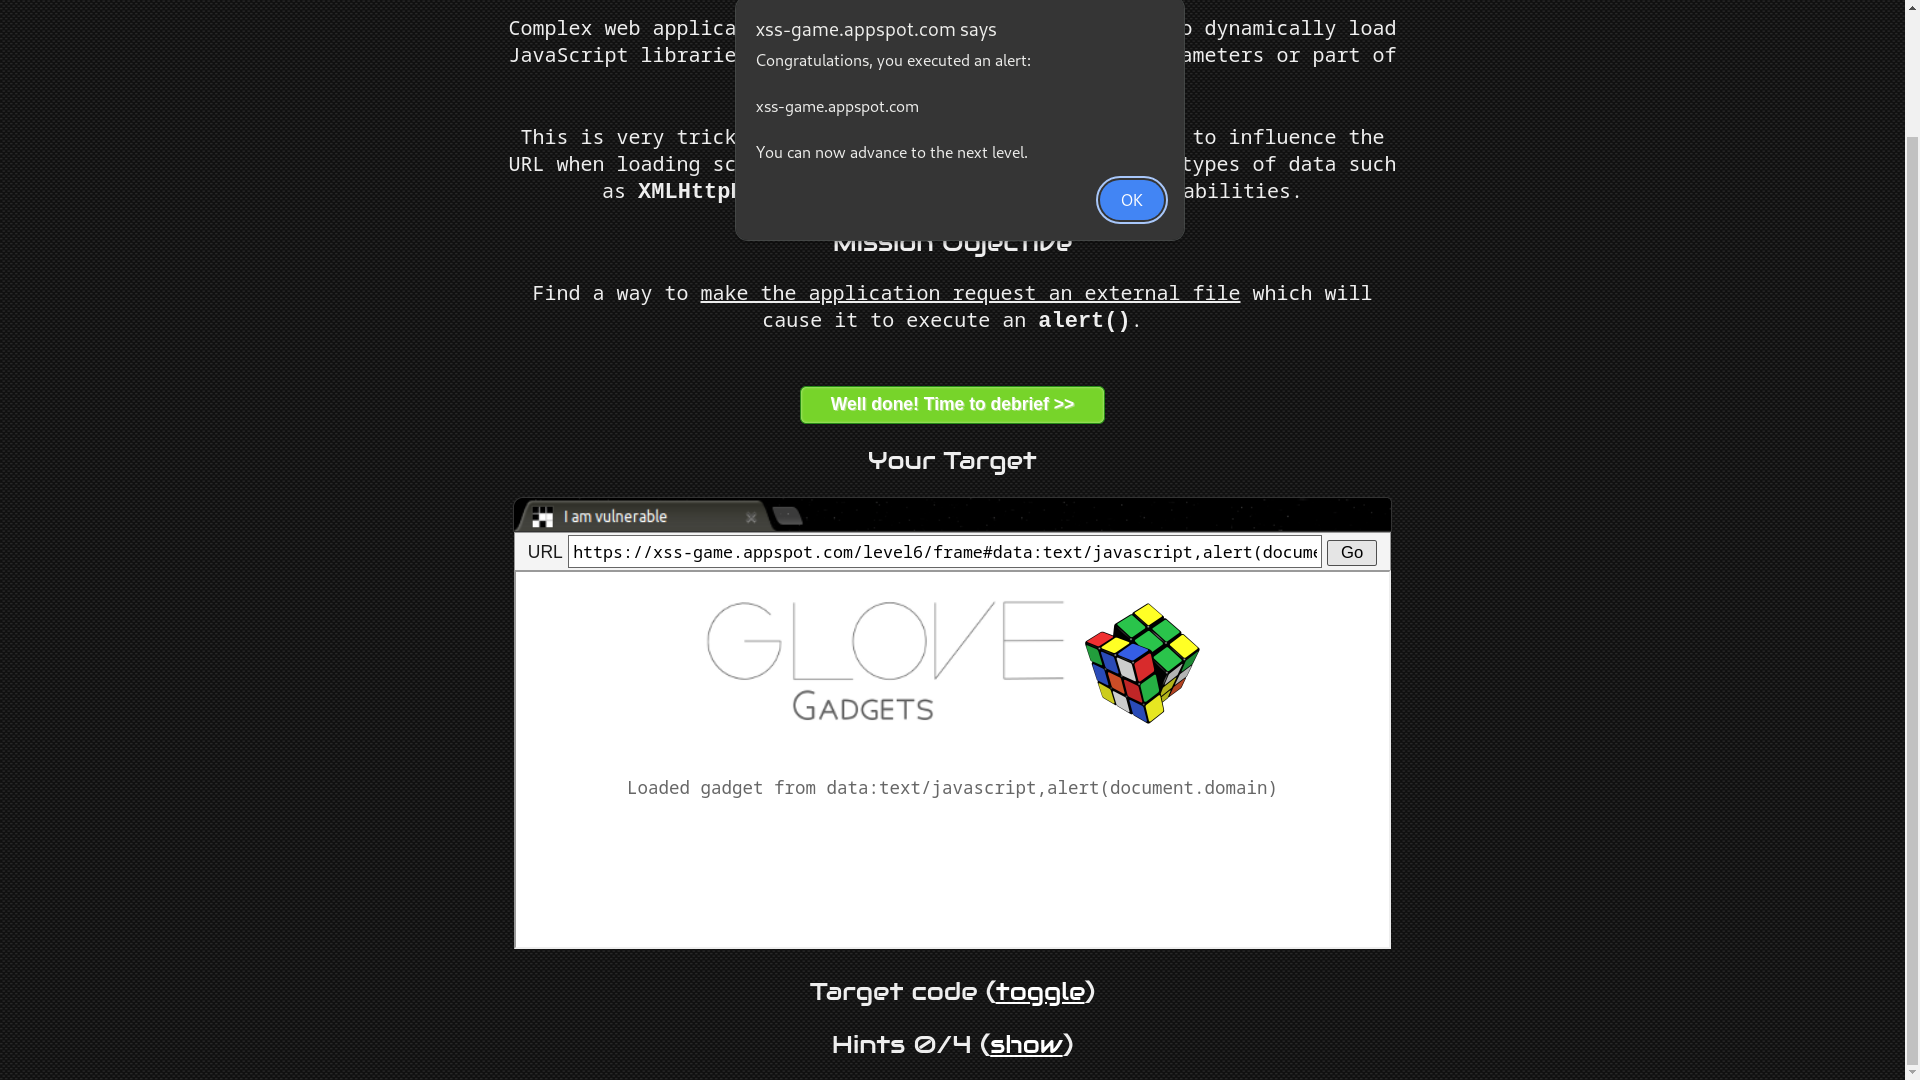 Complex web applica
xss-game.appspot.com says
dynamically load
JavaScript librarie
Congratulations, you executed an alert:
ameters or part of
xss-game.appspot.com
This is very trick
You can now advance to the next level.
to influence the
URL when loading sc
types of data such
as XMLHttp
OK
abilities.
Mission Objective
Find a way to make the application request an external file which will
cause it to execute an alert().
Well done! Time to debrief >>
Your Target
I am vulnerable
URL https://xss-game.appspot.com/level6/frame#data:text/javascript,alert(docume Go
GLOVE
GADGETS
Loaded gadget from data:text/javascript,alert(document.domain)
Target code (toggle)
Hints 0/4 (show)